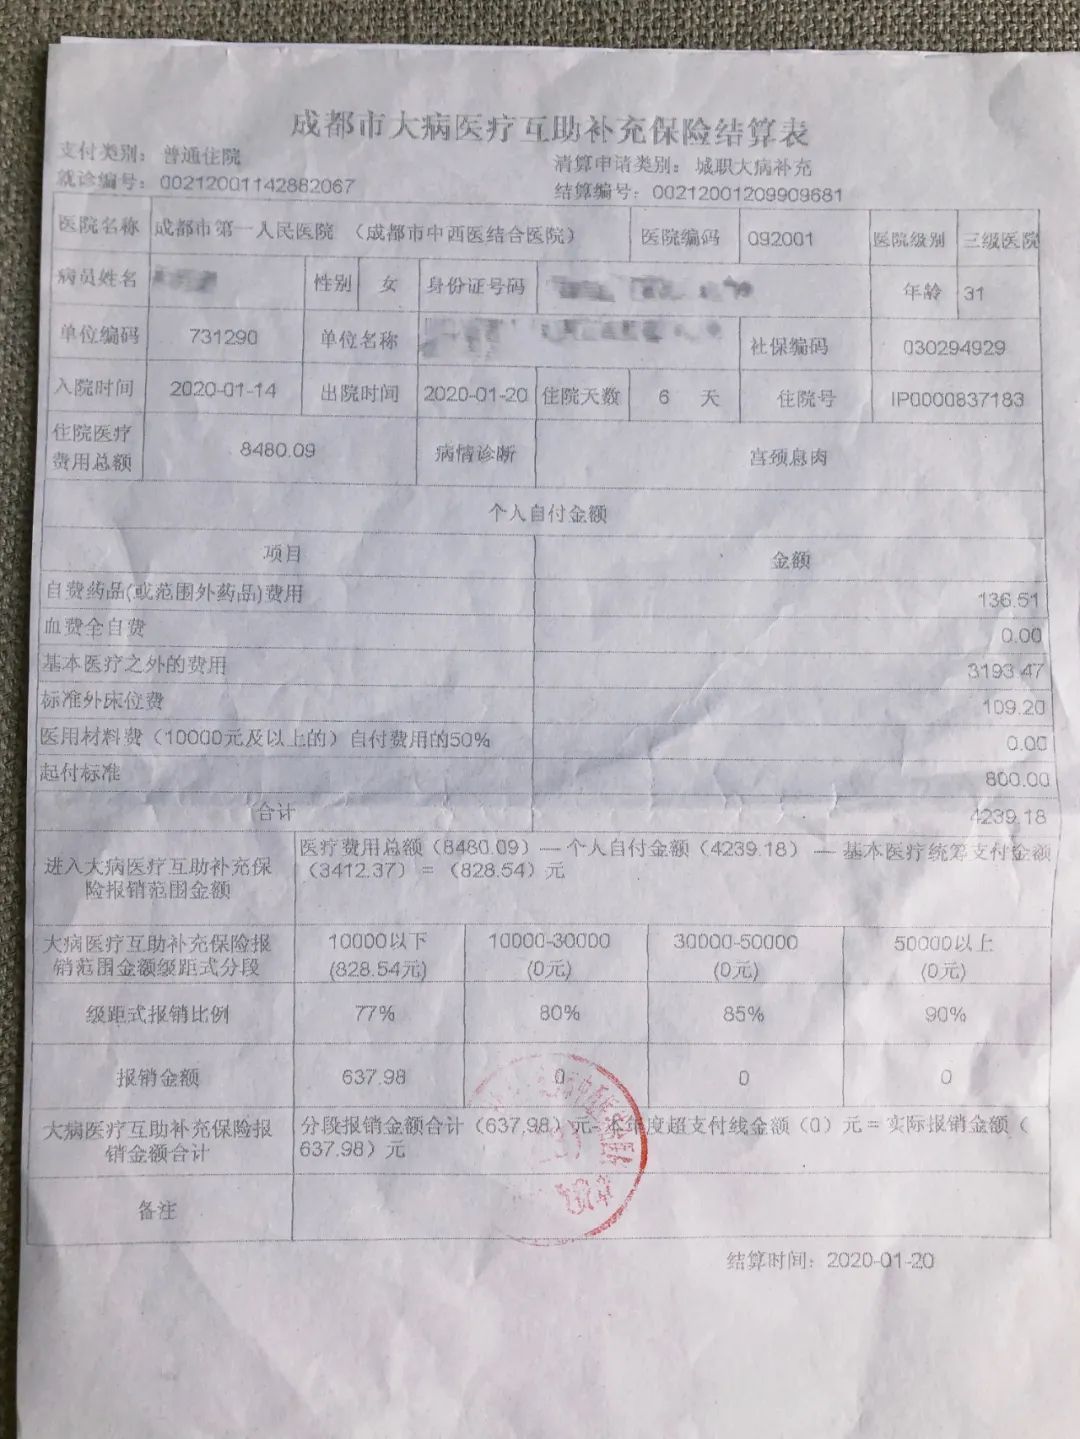 成都市大病医疗互助补充保险结算表
支付类别： 普通住院
清算申请类别： 城职大病补充
就诊编号： 00212001142882067
结算编号： 00212001209909681
医院名称 成都市第一人民医院 （成都市中西医结合医院） 医院编码 092001 医院级别 三级医院
病员姓名 性别 女 身份证号码 年龄 31
单位编码 731290 单位名称 社保编码 030294929
入院时间 2020-01-14 出院时间 2020-01-20 住院天数 6 天 住院号 IP0000837183
住院医疗
费用总额 8480.09 病情诊断 宫颈息肉
个人自付金额
项目 金额
自费药品(或范围外药品)费用 136.51
血费全自费 0.00
基本医疗之外的费用 3193.47
标准外床位费 109.20
医用材料费（10000元及以上的）自付费用的50% 0.00
起付标准 800.00
合计 4239.18
进入大病医疗互助补充保
险报销范围金额
医疗费用总额（8480.09）— 个人自付金额（4239.18） — 基本医疗统筹支付金额
（3412.37） = （828.54）元
大病医疗互助补充保险报
销范围金额级距式分段
10000以下 10000-30000 30000-50000 50000以上
(828.54元) (0元) (0元) (0元)
级距式报销比例 77% 80% 85% 90%
报销金额 637.98 0 0 0
大病医疗互助补充保险报
销金额合计
分段报销金额合计（637.98）元- 本年度超支付线金额（0）元 = 实际报销金额（
637.98）元
备注
结算时间： 2020-01-20